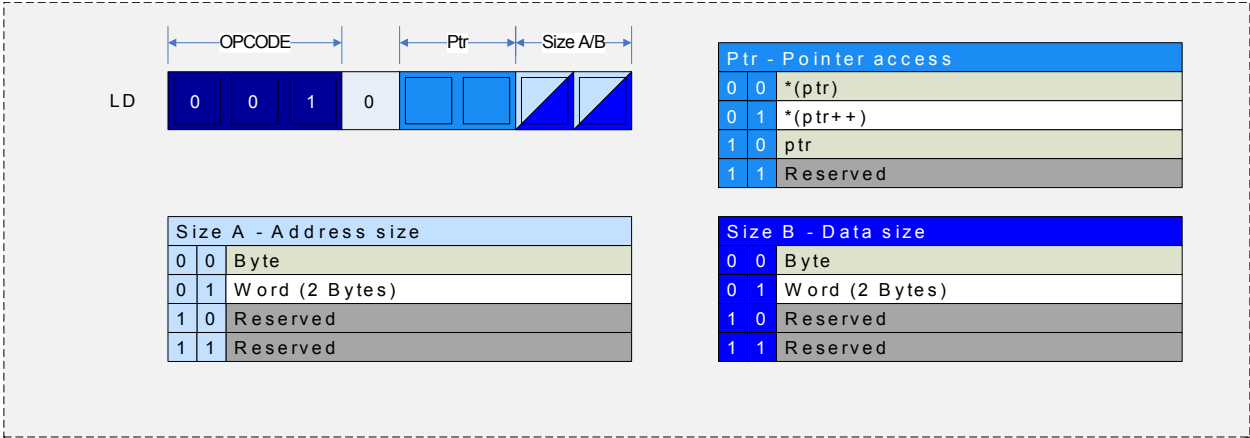 OPCODE Ptr Size A/B
LD 0 0 1 0
Ptr - Pointer access
0 0 *(ptr)
0 1 *(ptr++)
1 0 ptr
1 1 Reserved
Size A - Address size
0 0 Byte
0 1 Word (2 Bytes)
1 0 Reserved
1 1 Reserved
Size B - Data size
0 0 Byte
0 1 Word (2 Bytes)
1 0 Reserved
1 1 Reserved